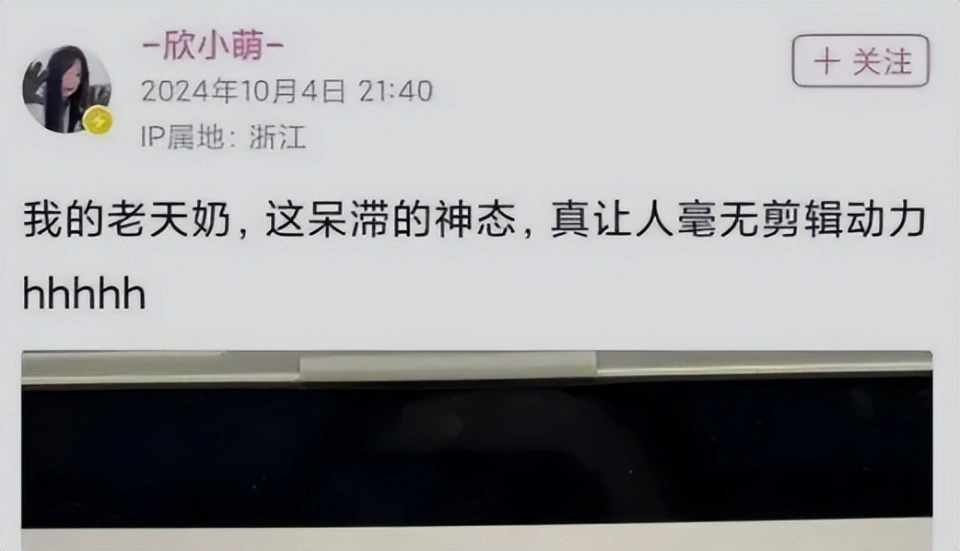 -欣小萌-
2024年10月4日 21:40
+ 关注
IP属地：浙江
我的老天奶，这呆滞的神态，真让人毫无剪辑动力
hhhhh